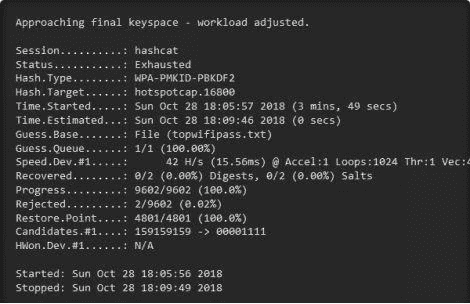 Approaching final keyspace - workload adjusted.
Session..........: hashcat
Status...........: Exhausted
Hash.Type........: WPA-PMKID-PBKDF2
Hash.Target......: hotspotcap.16800
Time.Started.....: Sun Oct 28 18:05:57 2018 (3 mins, 49 secs)
Time.Estimated...: Sun Oct 28 18:09:46 2018 (0 secs)
Guess.Base.......: File (topwifipass.txt)
Guess.Queue......: 1/1 (100.00%)
Speed.Dev.#1.....: 42 H/s (15.56ms) @ Accel:1 Loops:1024 Thr:1 Vec:4
Recovered........: 0/2 (0.00%) Digests, 0/2 (0.00%) Salts
Progress.........: 9602/9602 (100.0%)
Rejected.........: 2/9602 (0.02%)
Restore.Point....: 4801/4801 (100.0%)
Candidates.#1....: 159159159 -> 00001111
HWon.Dev.#1......: N/A
Started: Sun Oct 28 18:05:56 2018
Stopped: Sun Oct 28 18:09:49 2018